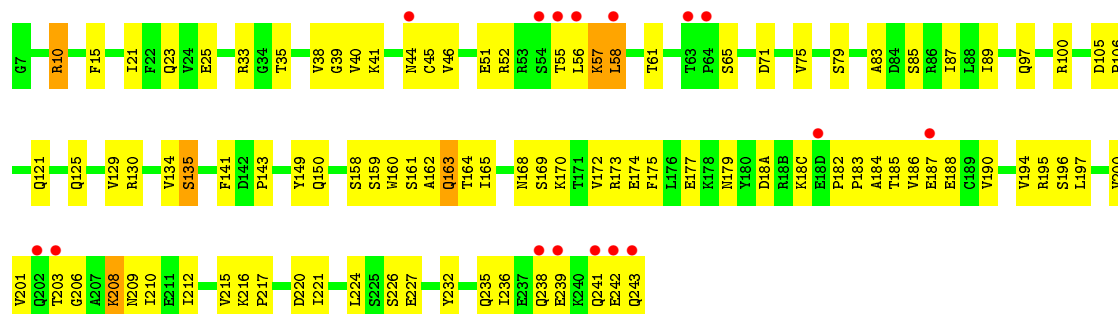 G7 R10 F15 I21 F22 Q23 V24 E25 R33 G34 T35 V38 G39 V40 K41 N44 C45 V46 E51 R52 R53 S54 T55 L56 K57 L58 T61 T63 P64 S65 D71 V75 S79 A83 D84 S85 R86 I87 L88 I89 Q97 R100 D105 P106
Q121 Q125 V129 R130 V134 S135 F141 D142 P143 Y149 Q150 S158 S159 W160 S161 A162 Q163 T164 I165 N168 S169 K170 T171 V172 R173 E174 F175 L176 E177 K178 N179 Y180 D18A R18B K18C E18D P182 P183 A184 T185 V186 E187 E188 C189 V190 V194 R195 S196 L197
V201 Q202 T203 G206 A207 K208 N209 I210 E211 I212 V215 K216 P217 D220 I221 L224 S225 S226 E227 Y232 Q235 I236 E237 Q238 E239 K240 Q241 E242 Q243